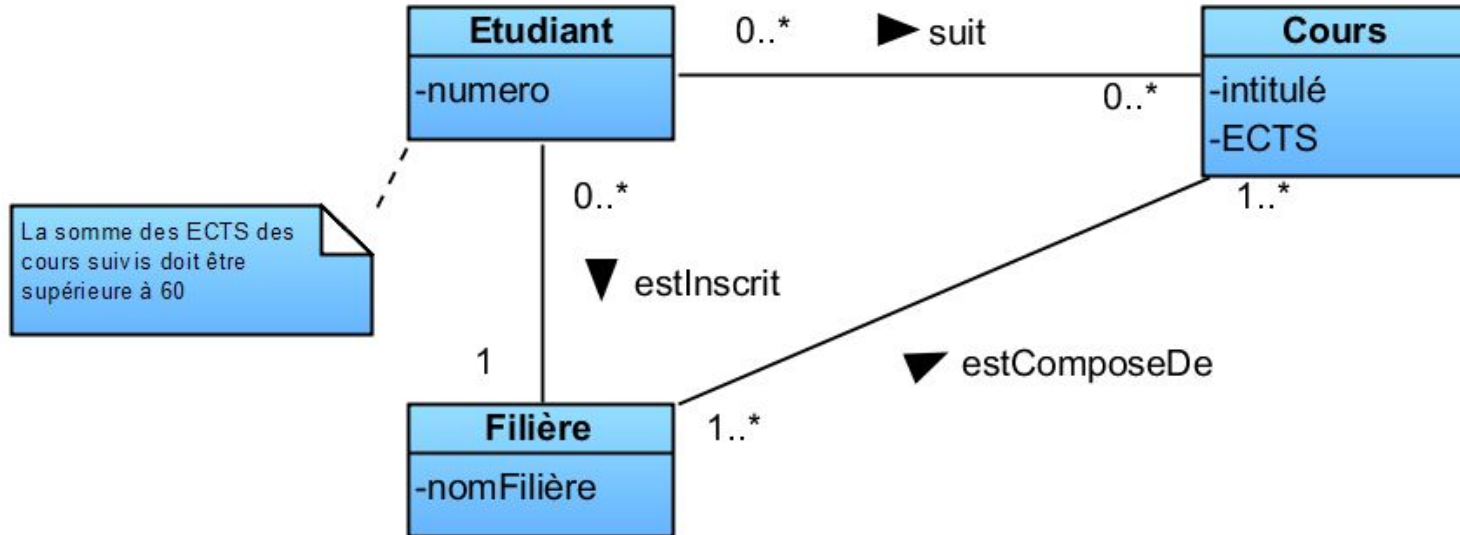 Etudiant
-numero
0..*
suit
0..*
Cours
-intitulé
-ECTS
La somme des ECTS des
cours suivis doit être
supérieure à 60
0..*
estInscrit
1
1..*
estComposeDe
1..*
Filière
-nomFilière